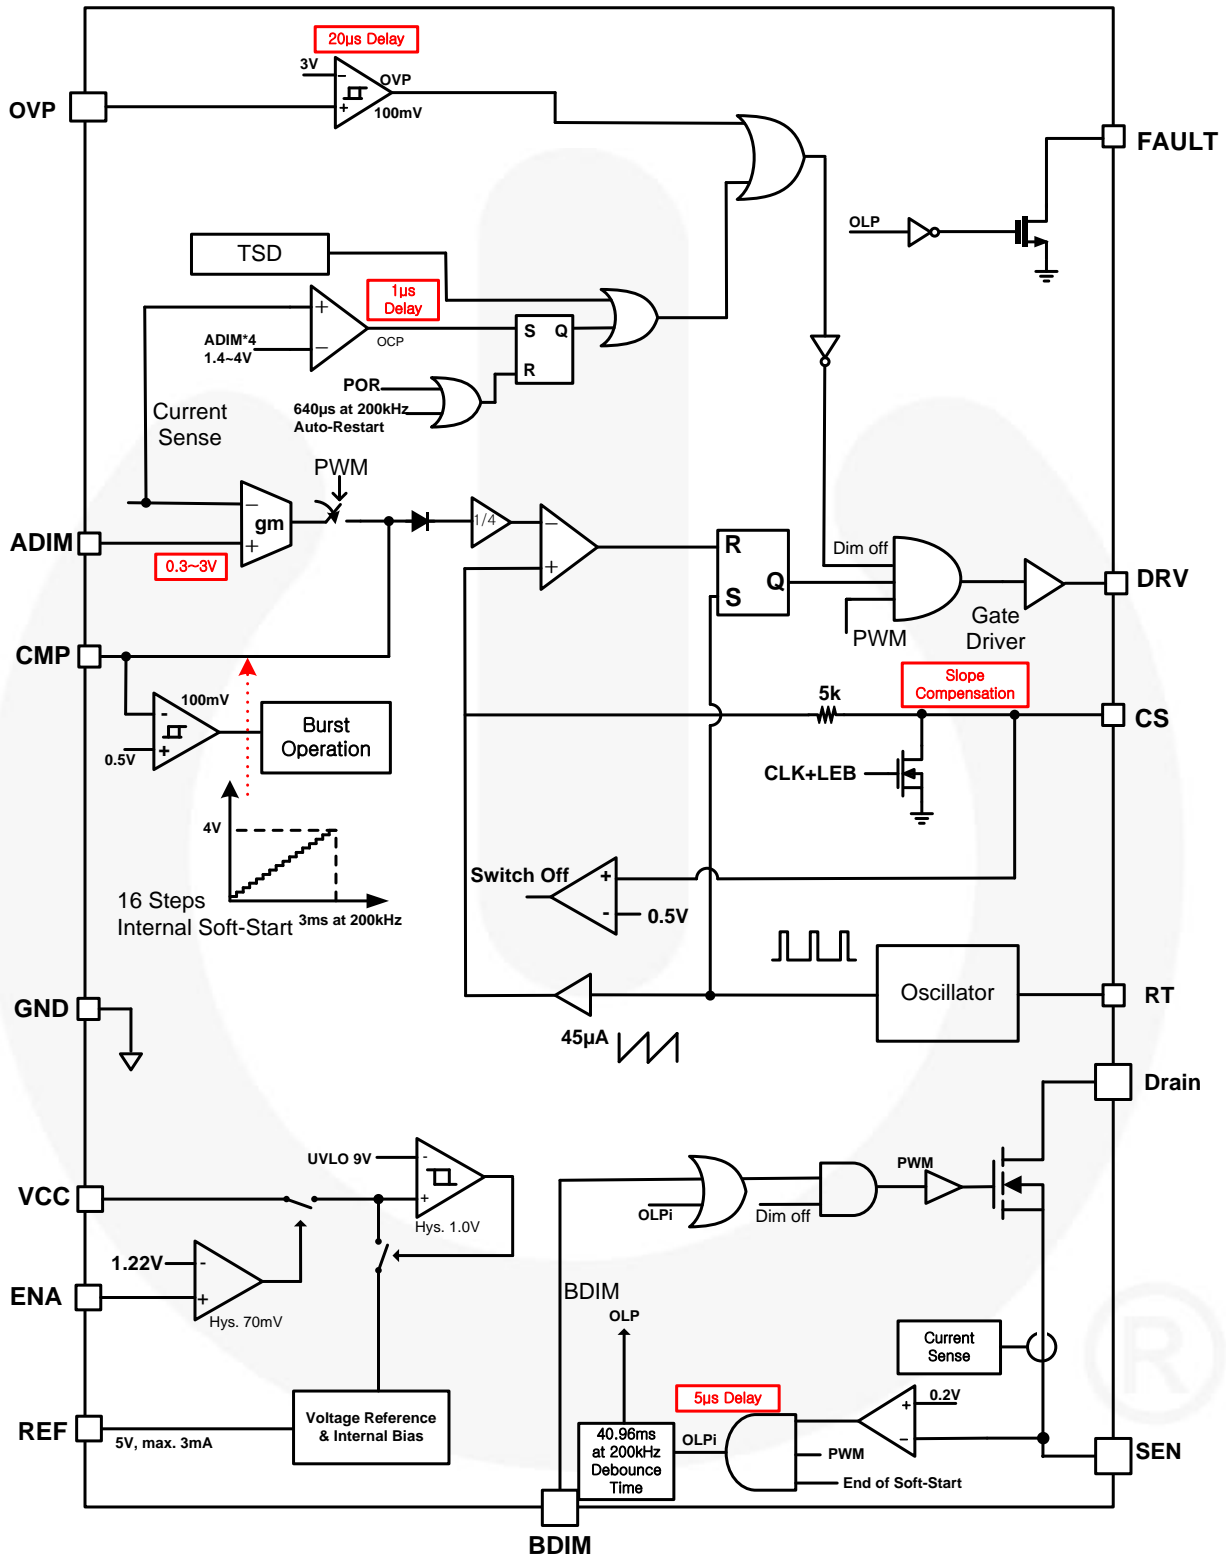 20µs Delay
3V
-
OVP
+
100mV
OVP
FAULT
OLP
TSD
1µs
Delay
+
ADIM*4
1.4~4V
−
OCP
S
Q
R
POR
640µs at 200kHz
Auto-Restart
Current
Sense
PWM
−
gm
+
1/4
−
+
R
S
Q
Dim off
PWM
Gate
Driver
DRV
ADIM
0.3~3V
CMP
100mV
-
+
0.5V
Burst
Operation
Slope
Compensation
5k
CS
CLK+LEB
4V
16 Steps
Internal Soft-Start
3ms at 200kHz
Switch Off
+
-
0.5V
GND
Oscillator
RT
45µA
Drain
UVLO 9V
-
+
Hys. 1.0V
VCC
1.22V
-
+
ENA
Hys. 70mV
PWM
OLPi
Dim off
BDIM
OLP
Current
Sense
5µs Delay
+
0.2V
−
Voltage Reference
& Internal Bias
REF
5V, max. 3mA
40.96ms
at 200kHz
Debounce
Time
OLPi
PWM
End of Soft-Start
SEN
BDIM
®